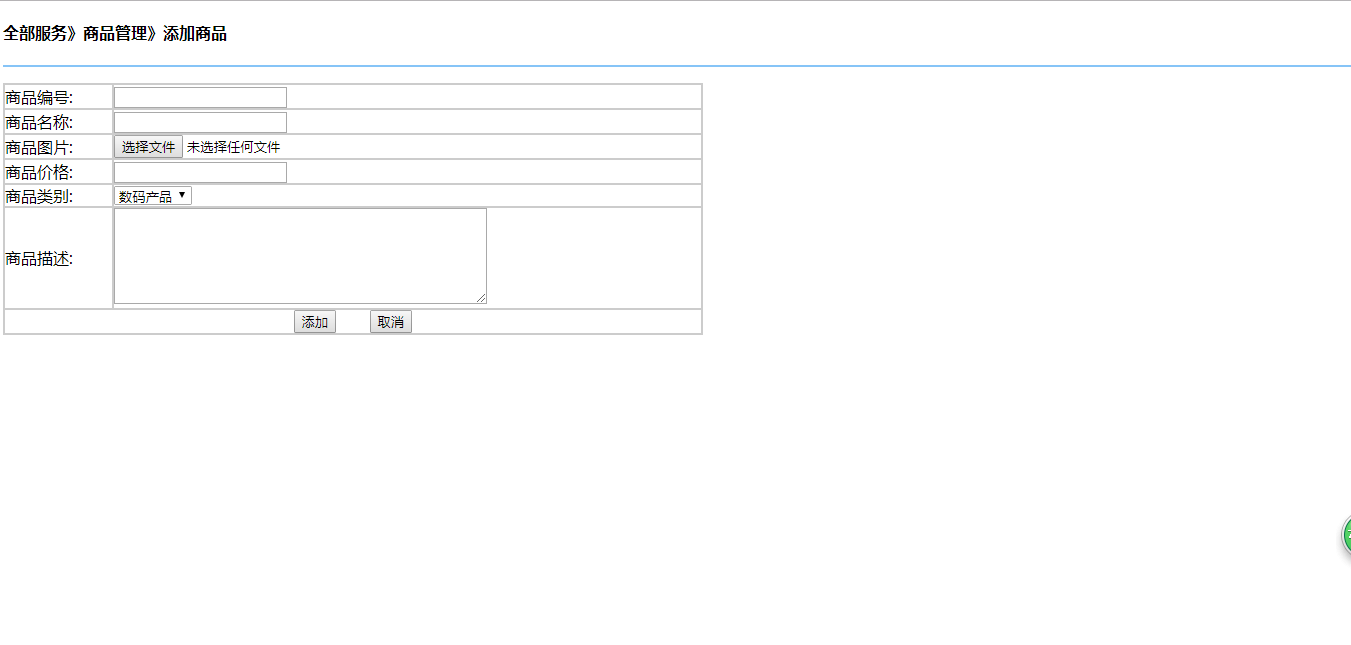 全部服务》商品管理》添加商品
商品编号:
商品名称:
商品图片: 选择文件 未选择任何文件
商品价格:
商品类别: 数码产品
商品描述:
添加 取消